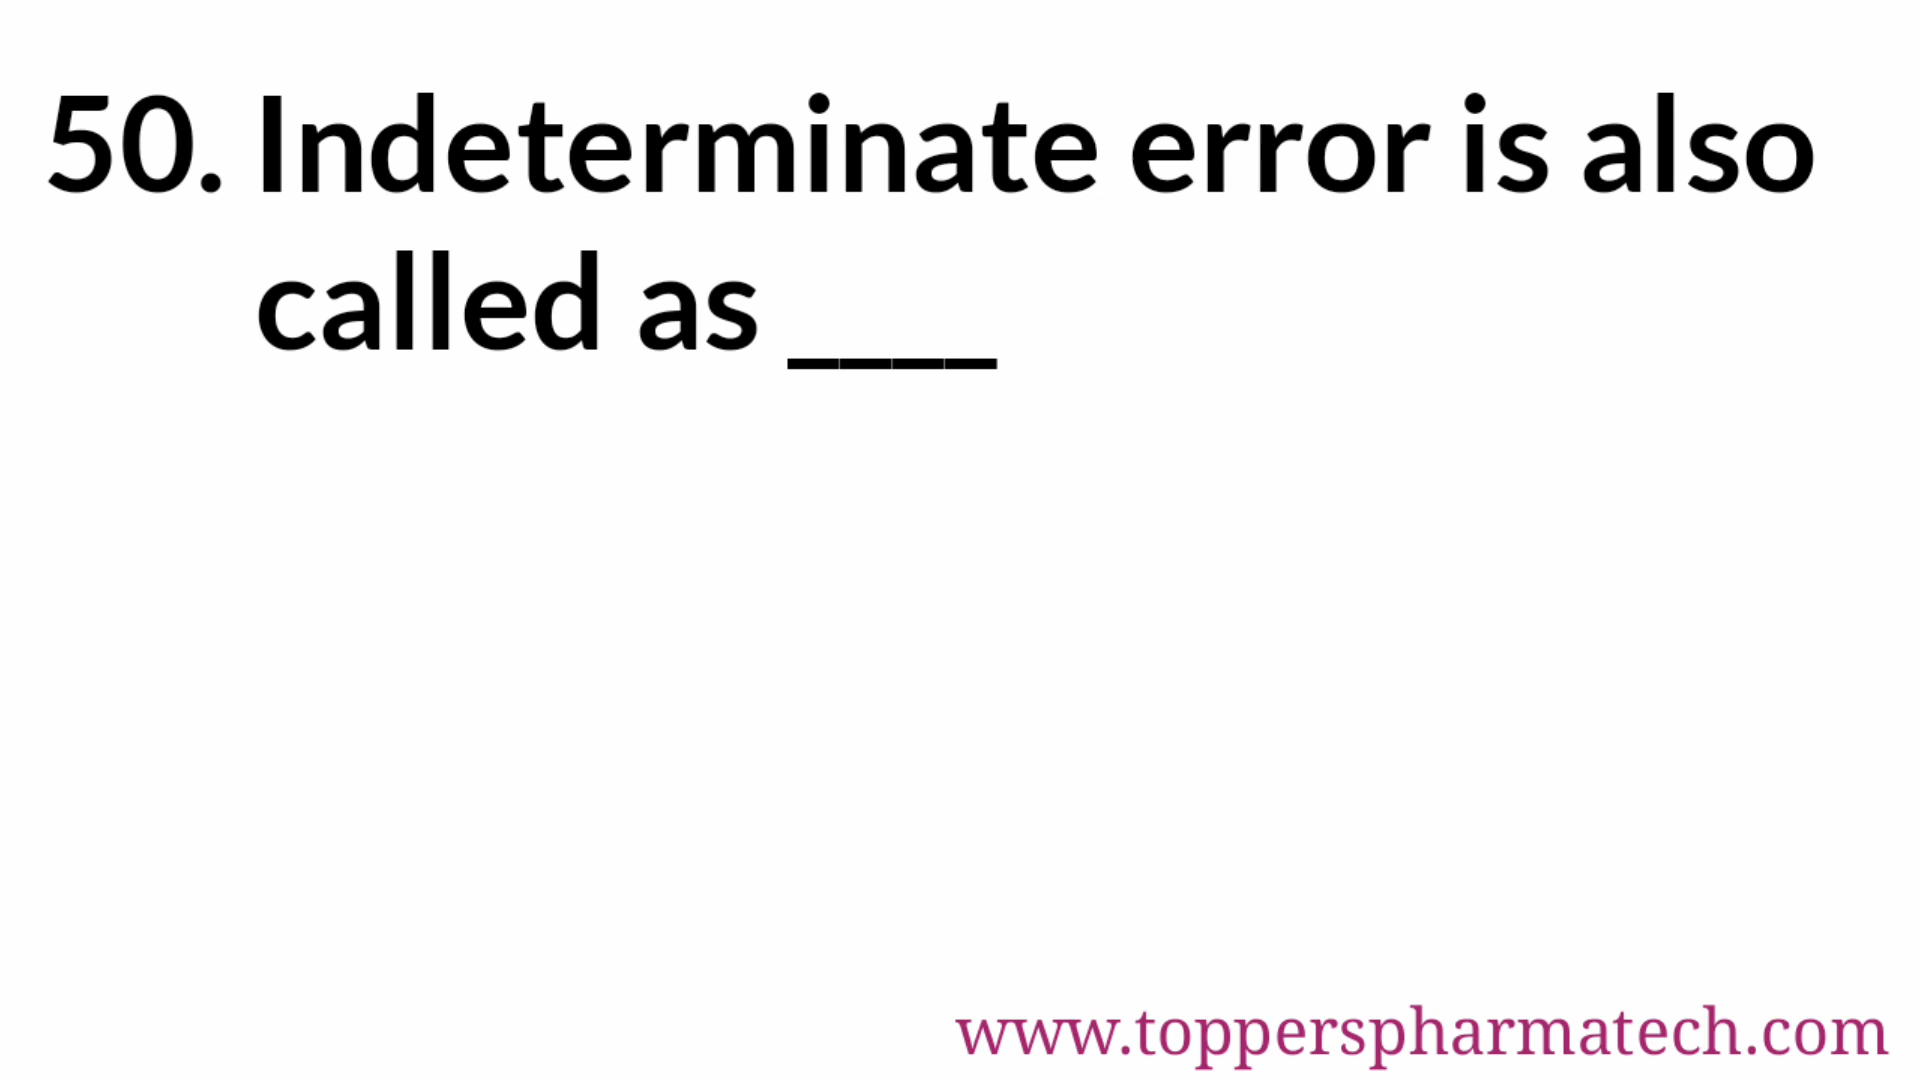 50. Indeterminate error is also
called as ____
www.topperspharmatech.com